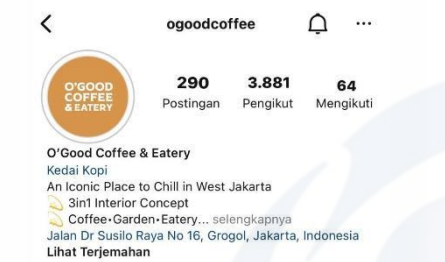 ogoodcoffee
O'GOOD
COFFEE
& EATERY
290 3.881 64
Postingan Pengikut Mengikuti
O'Good Coffee & Eatery
Kedai Kopi
An Iconic Place to Chill in West Jakarta
3in1 Interior Concept
Coffee•Garden•Eatery... selengkapnya
Jalan Dr Susilo Raya No 16, Grogol, Jakarta, Indonesia
Lihat Terjemahan